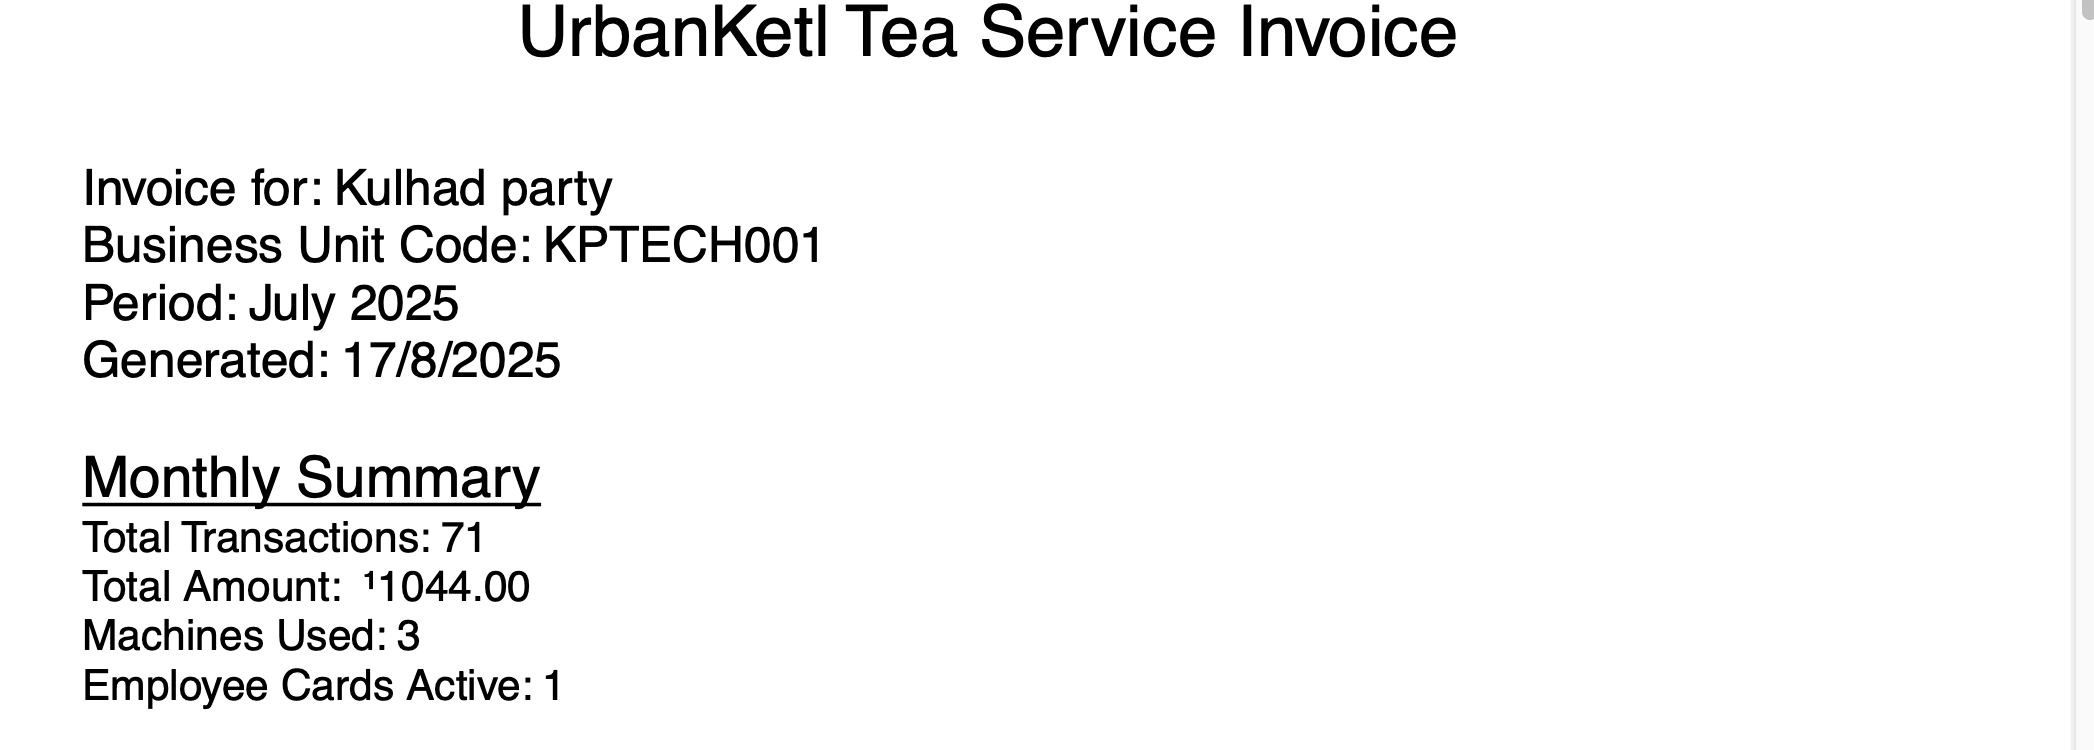 UrbanKetl Tea Service Invoice
Invoice for: Kulhad party
Business Unit Code: KPTECH001
Period: July 2025
Generated: 17/8/2025
Monthly Summary
Total Transactions: 71
Total Amount: ¹1044.00
Machines Used: 3
Employee Cards Active: 1